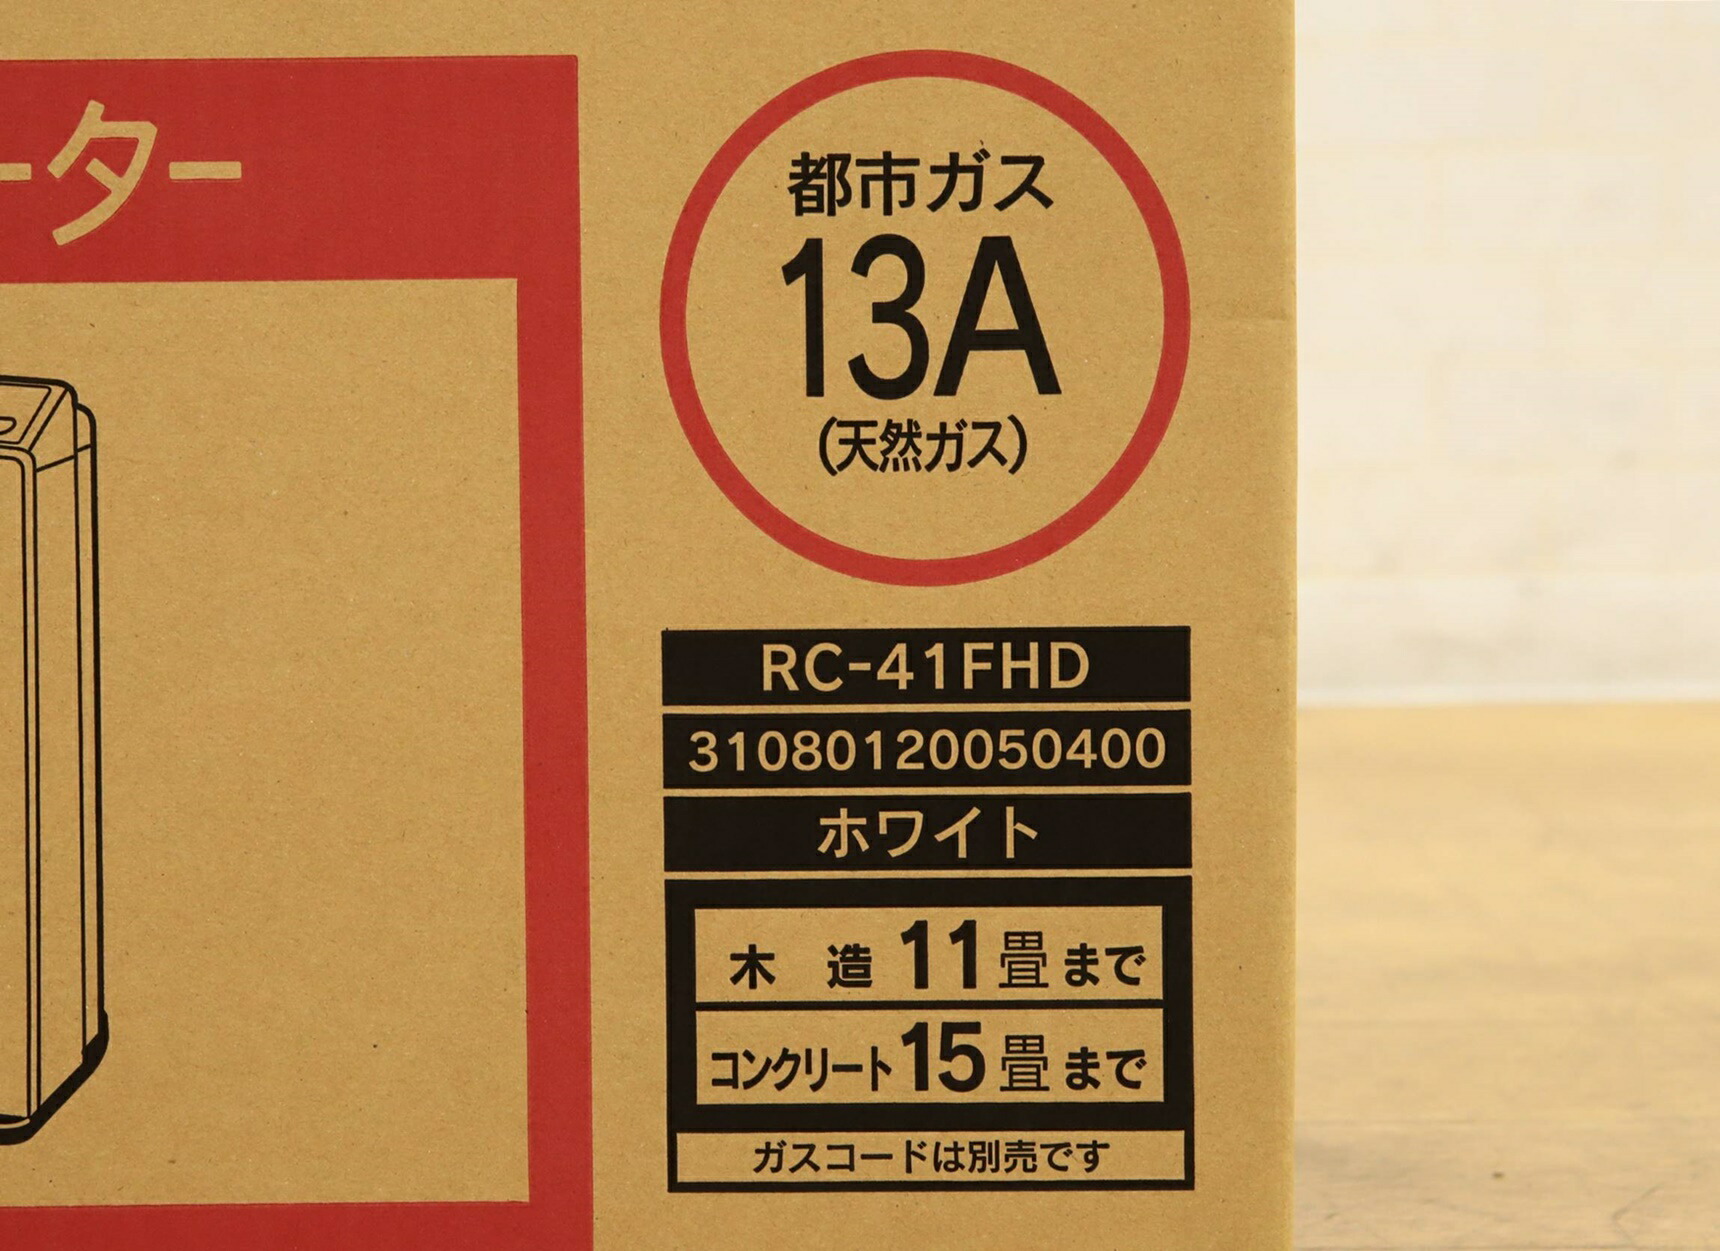 ーター
都市ガス
13A
(天然ガス)
RC-41FHD
31080120050400
ホワイト
木 造 11畳まで
コンクリート15畳まで
ガスコードは別売です